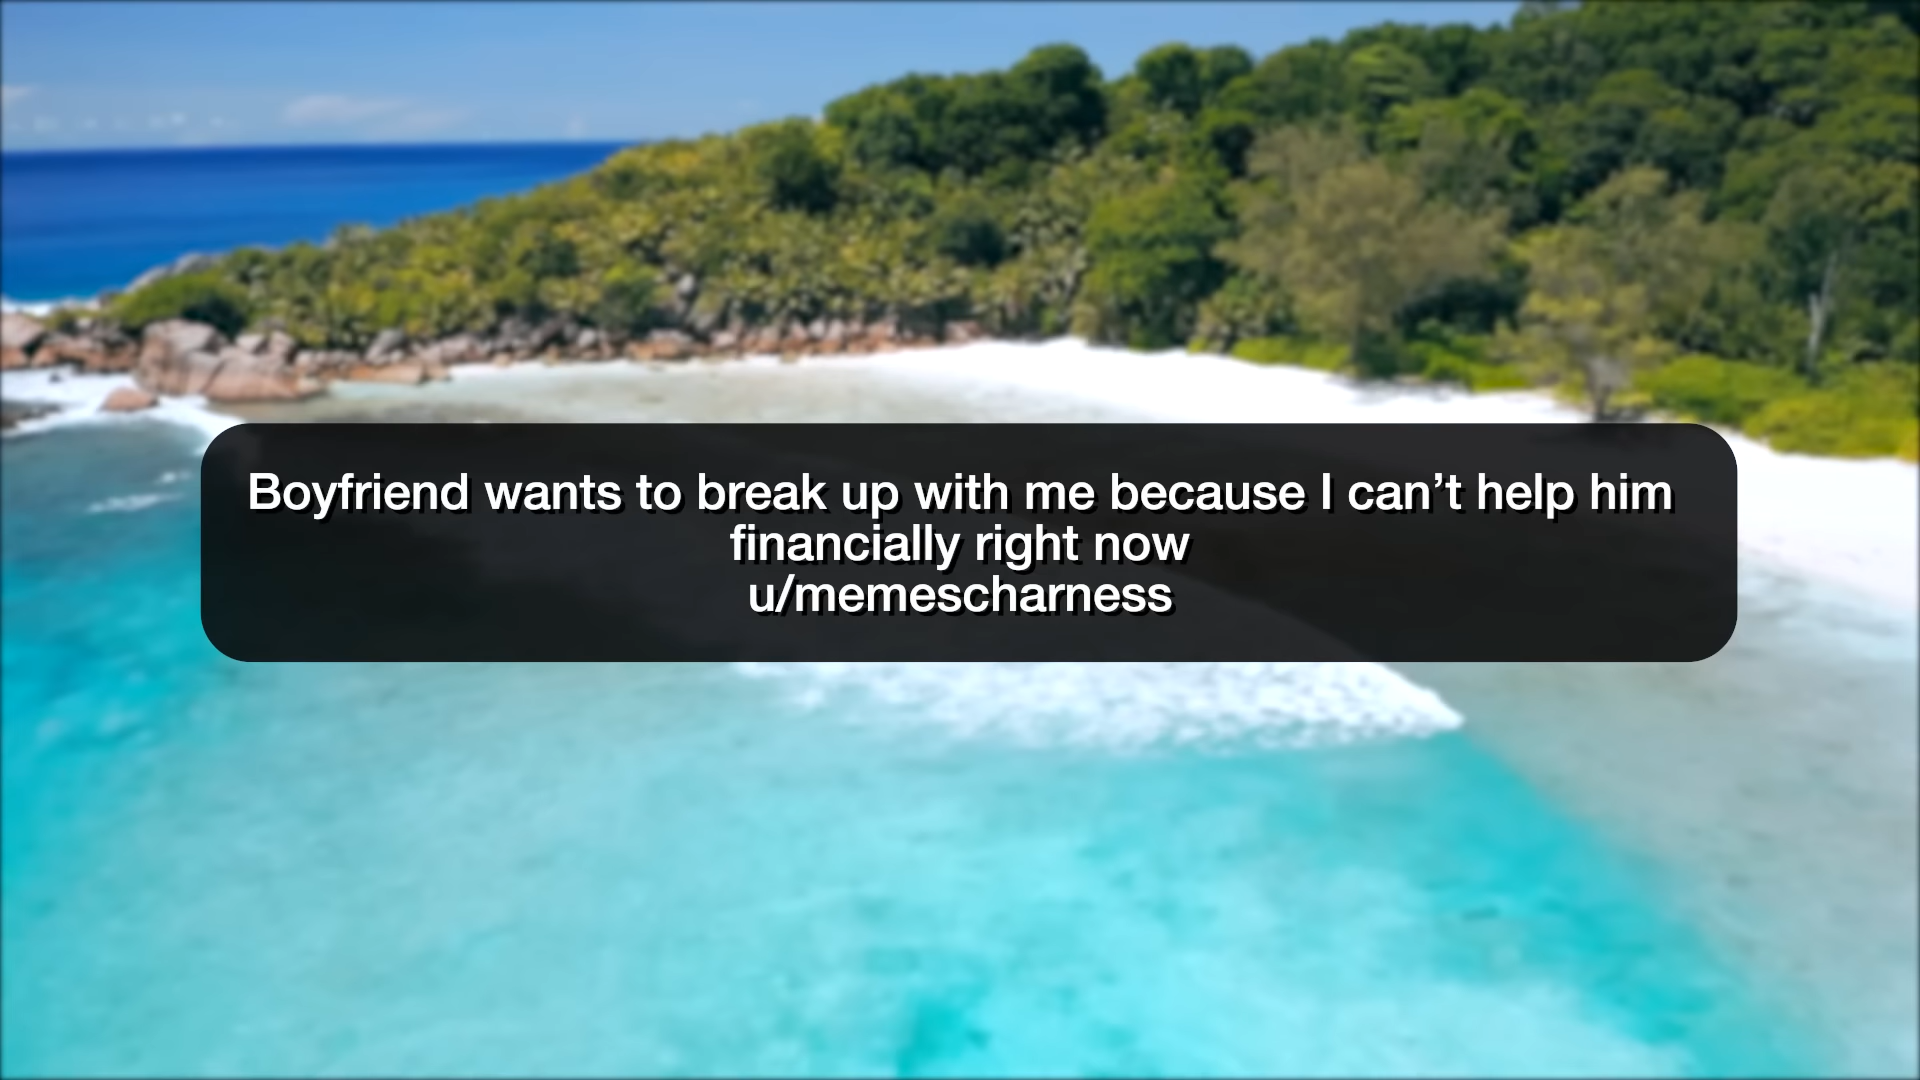 Boyfriend wants to break up with me because I can’t help him
financially right now
u/memescharness